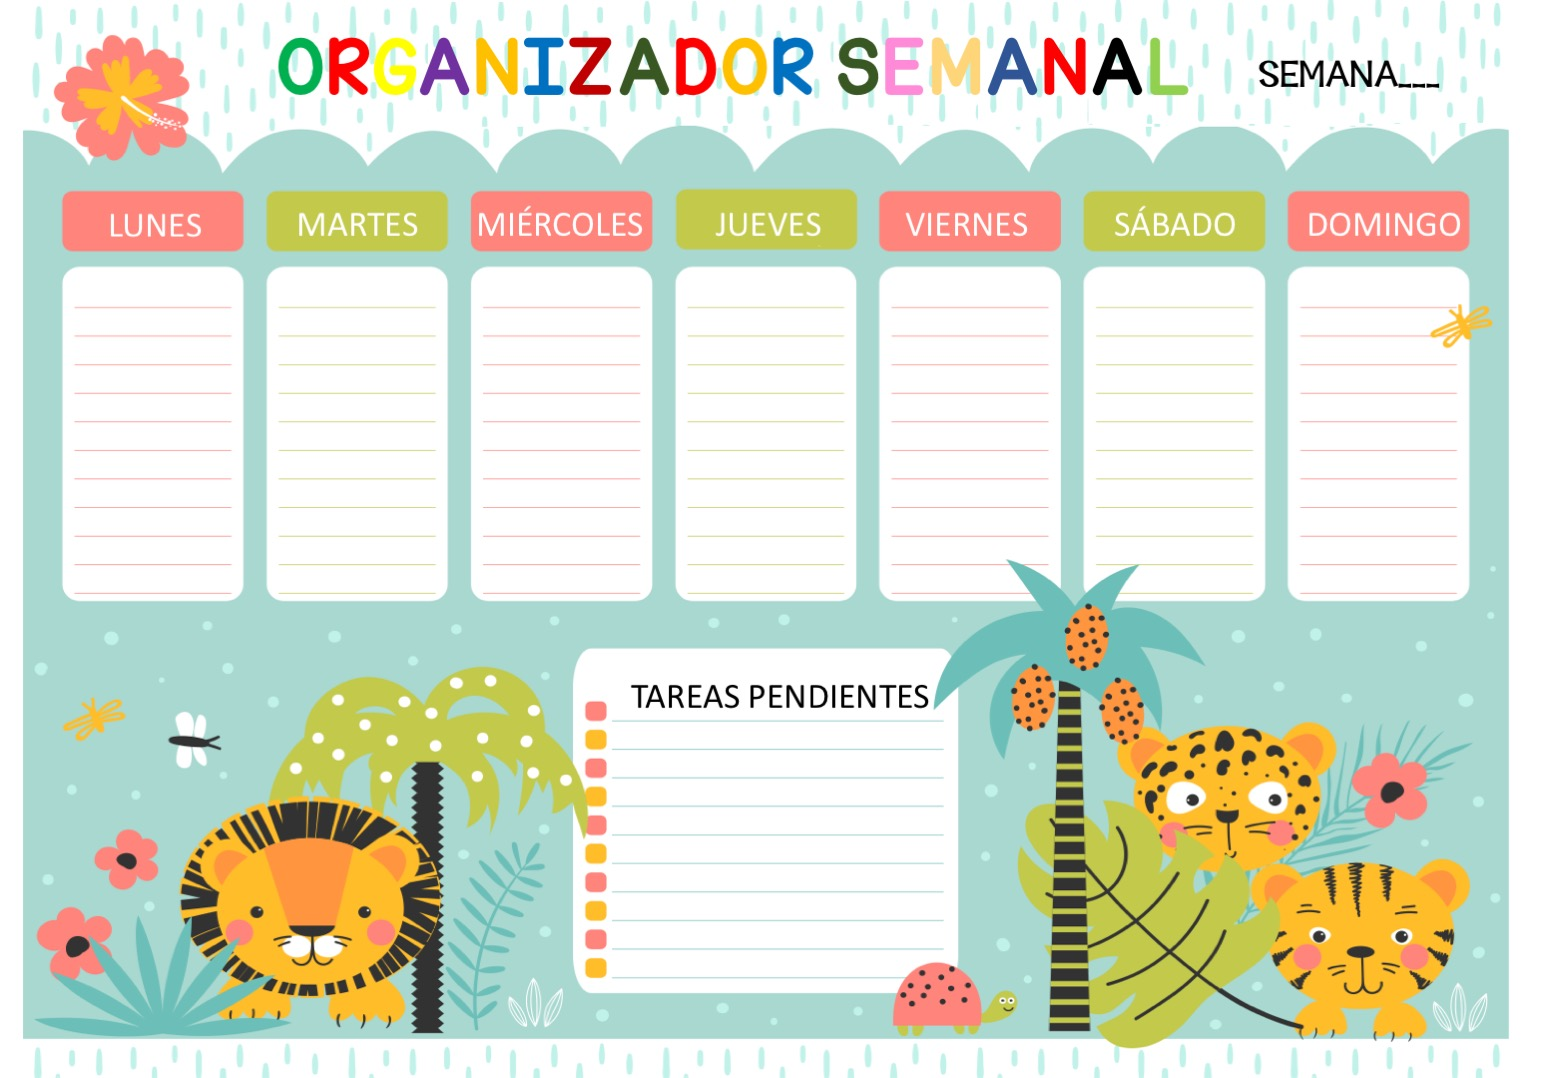 ORGANIZADOR SEMANAL
SEMANA___
LUNES
MARTES
MIÉRCOLES
JUEVES
VIERNES
SÁBADO
DOMINGO
TAREAS PENDIENTES